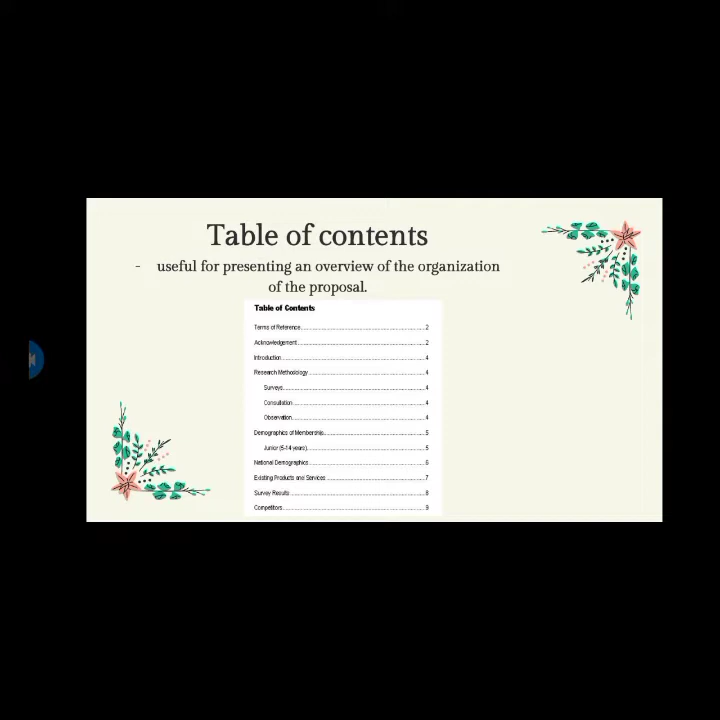 Table of contents
- useful for presenting an overview of the organization
of the proposal.
Table of Contents
Terms of Reference 2
Acknowledgement 2
Introduction 4
Research Methodology 4
Surveys 4
Consultation 4
Observation 4
Demographics of Membership 5
Junior (5-14 years) 5
National Demographics 6
Existing Products and Services 7
Survey Results 8
Competitors 9